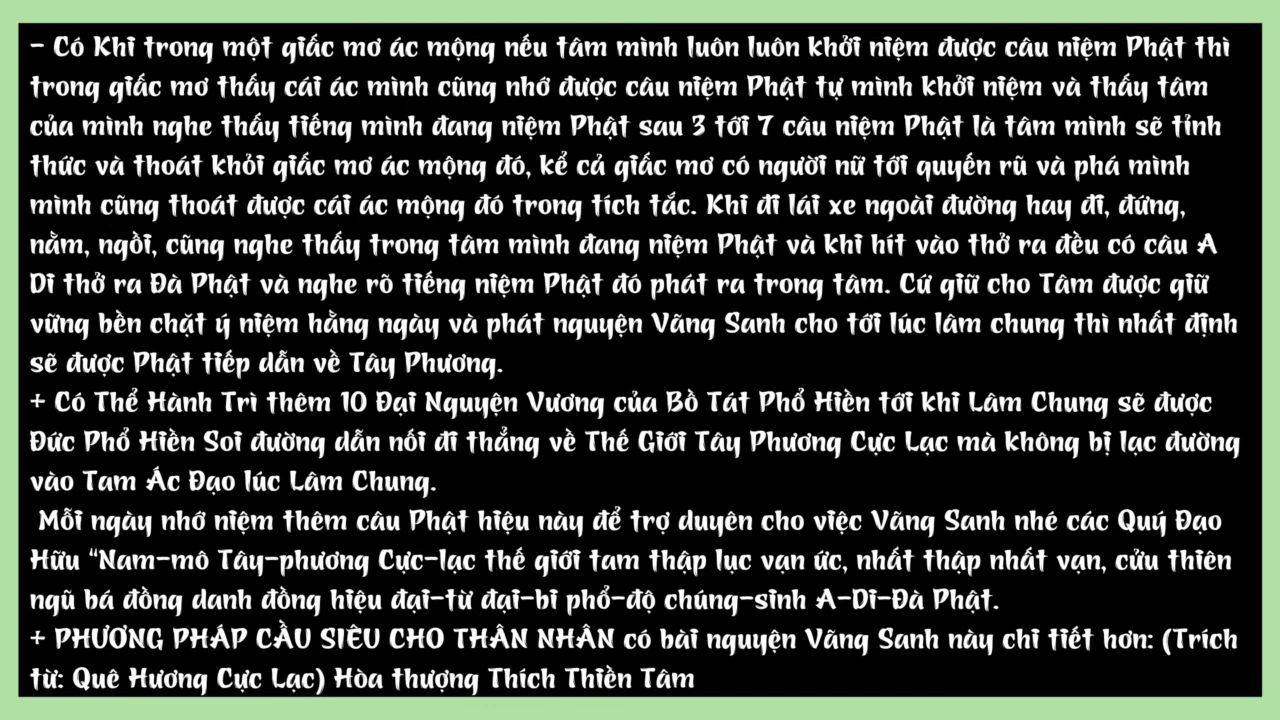 - Có Khi trong một giấc mơ ác mộng nếu tâm mình luôn luôn khởi niệm được câu niệm Phật thì
trong giấc mơ thấy cái ác mình cũng nhớ được câu niệm Phật tự mình khởi niệm và thấy tâm
của mình nghe thấy tiếng mình đang niệm Phật sau 3 tới 7 câu niệm Phật là tâm mình sẽ tỉnh
thức và thoát khỏi giấc mơ ác mộng đó, kể cả giấc mơ có người nữ tới quyến rũ và phá mình
mình cũng thoát được cái ác mộng đó trong tích tắc. Khi đi lái xe ngoài đường hay đi, đứng,
nằm, ngồi, cũng nghe thấy trong tâm mình đang niệm Phật và khi hít vào thở ra đều có câu A
Di thở ra Đà Phật và nghe rõ tiếng niệm Phật đó phát ra trong tâm. Cứ giữ cho Tâm được giữ
vững bền chặt ý niệm hằng ngày và phát nguyện Vãng Sanh cho tới lúc lâm chung thì nhất định
sẽ được Phật tiếp dẫn về Tây Phương.
+ Có Thể Hành Trì thêm 10 Đại Nguyện Vương của Bồ Tát Phổ Hiền tới khi Lâm Chung sẽ được
Đức Phổ Hiền Soi đường dẫn nối đi thẳng về Thế Giới Tây Phương Cực Lạc mà không bị lạc đường
vào Tam Ác Đạo lúc Lâm Chung.
Mỗi ngày nhớ niệm thêm câu Phật hiệu này để trợ duyên cho việc Vãng Sanh nhé các Quý Đạo
Hữu "Nam-mô Tây-phương Cực-lạc thế giới tam thập lục vạn ức, nhất thập nhất vạn, cửu thiên
ngũ bá đồng danh đồng hiệu đại-từ đại-bi phổ-độ chúng-sinh A-Di-Đà Phật.
+ PHƯƠNG PHÁP CẦU SIÊU CHO THÂN NHÂN có bài nguyện Vãng Sanh này chi tiết hơn: (Trích
từ: Quê Hương Cực Lạc) Hòa thượng Thích Thiền Tâm